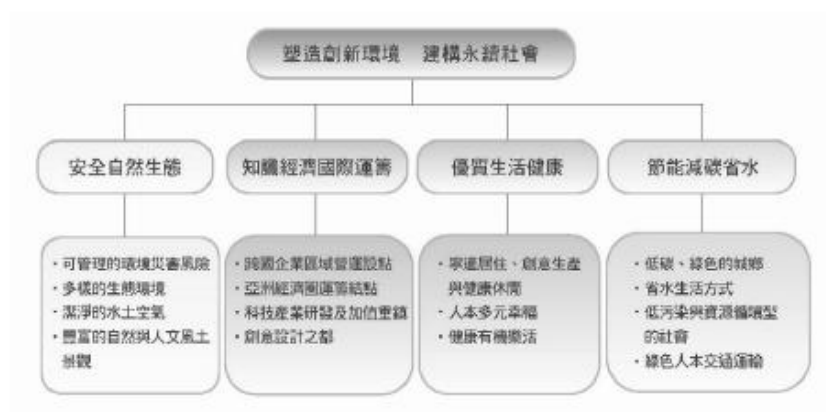 塑造創新環境　建構永續社會
安全自然生態
知識經濟國際運籌
優質生活健康
節能減碳省水
・可管理的環境災害風險
・多樣的生態環境
・潔淨的水土空氣
・豐富的自然與人文風土
景觀
・跨國企業區域營運設點
・亞洲經濟圈運籌結點
・科技產業研發及加值重鎮
・創意設計之都
・寧適居住、創意生產
與健康休閒
・人本多元幸福
・健康有機樂活
・低碳、綠色的城鄉
・省水生活方式
・低污染與資源循環型
的社會
・綠色人本交通運輸